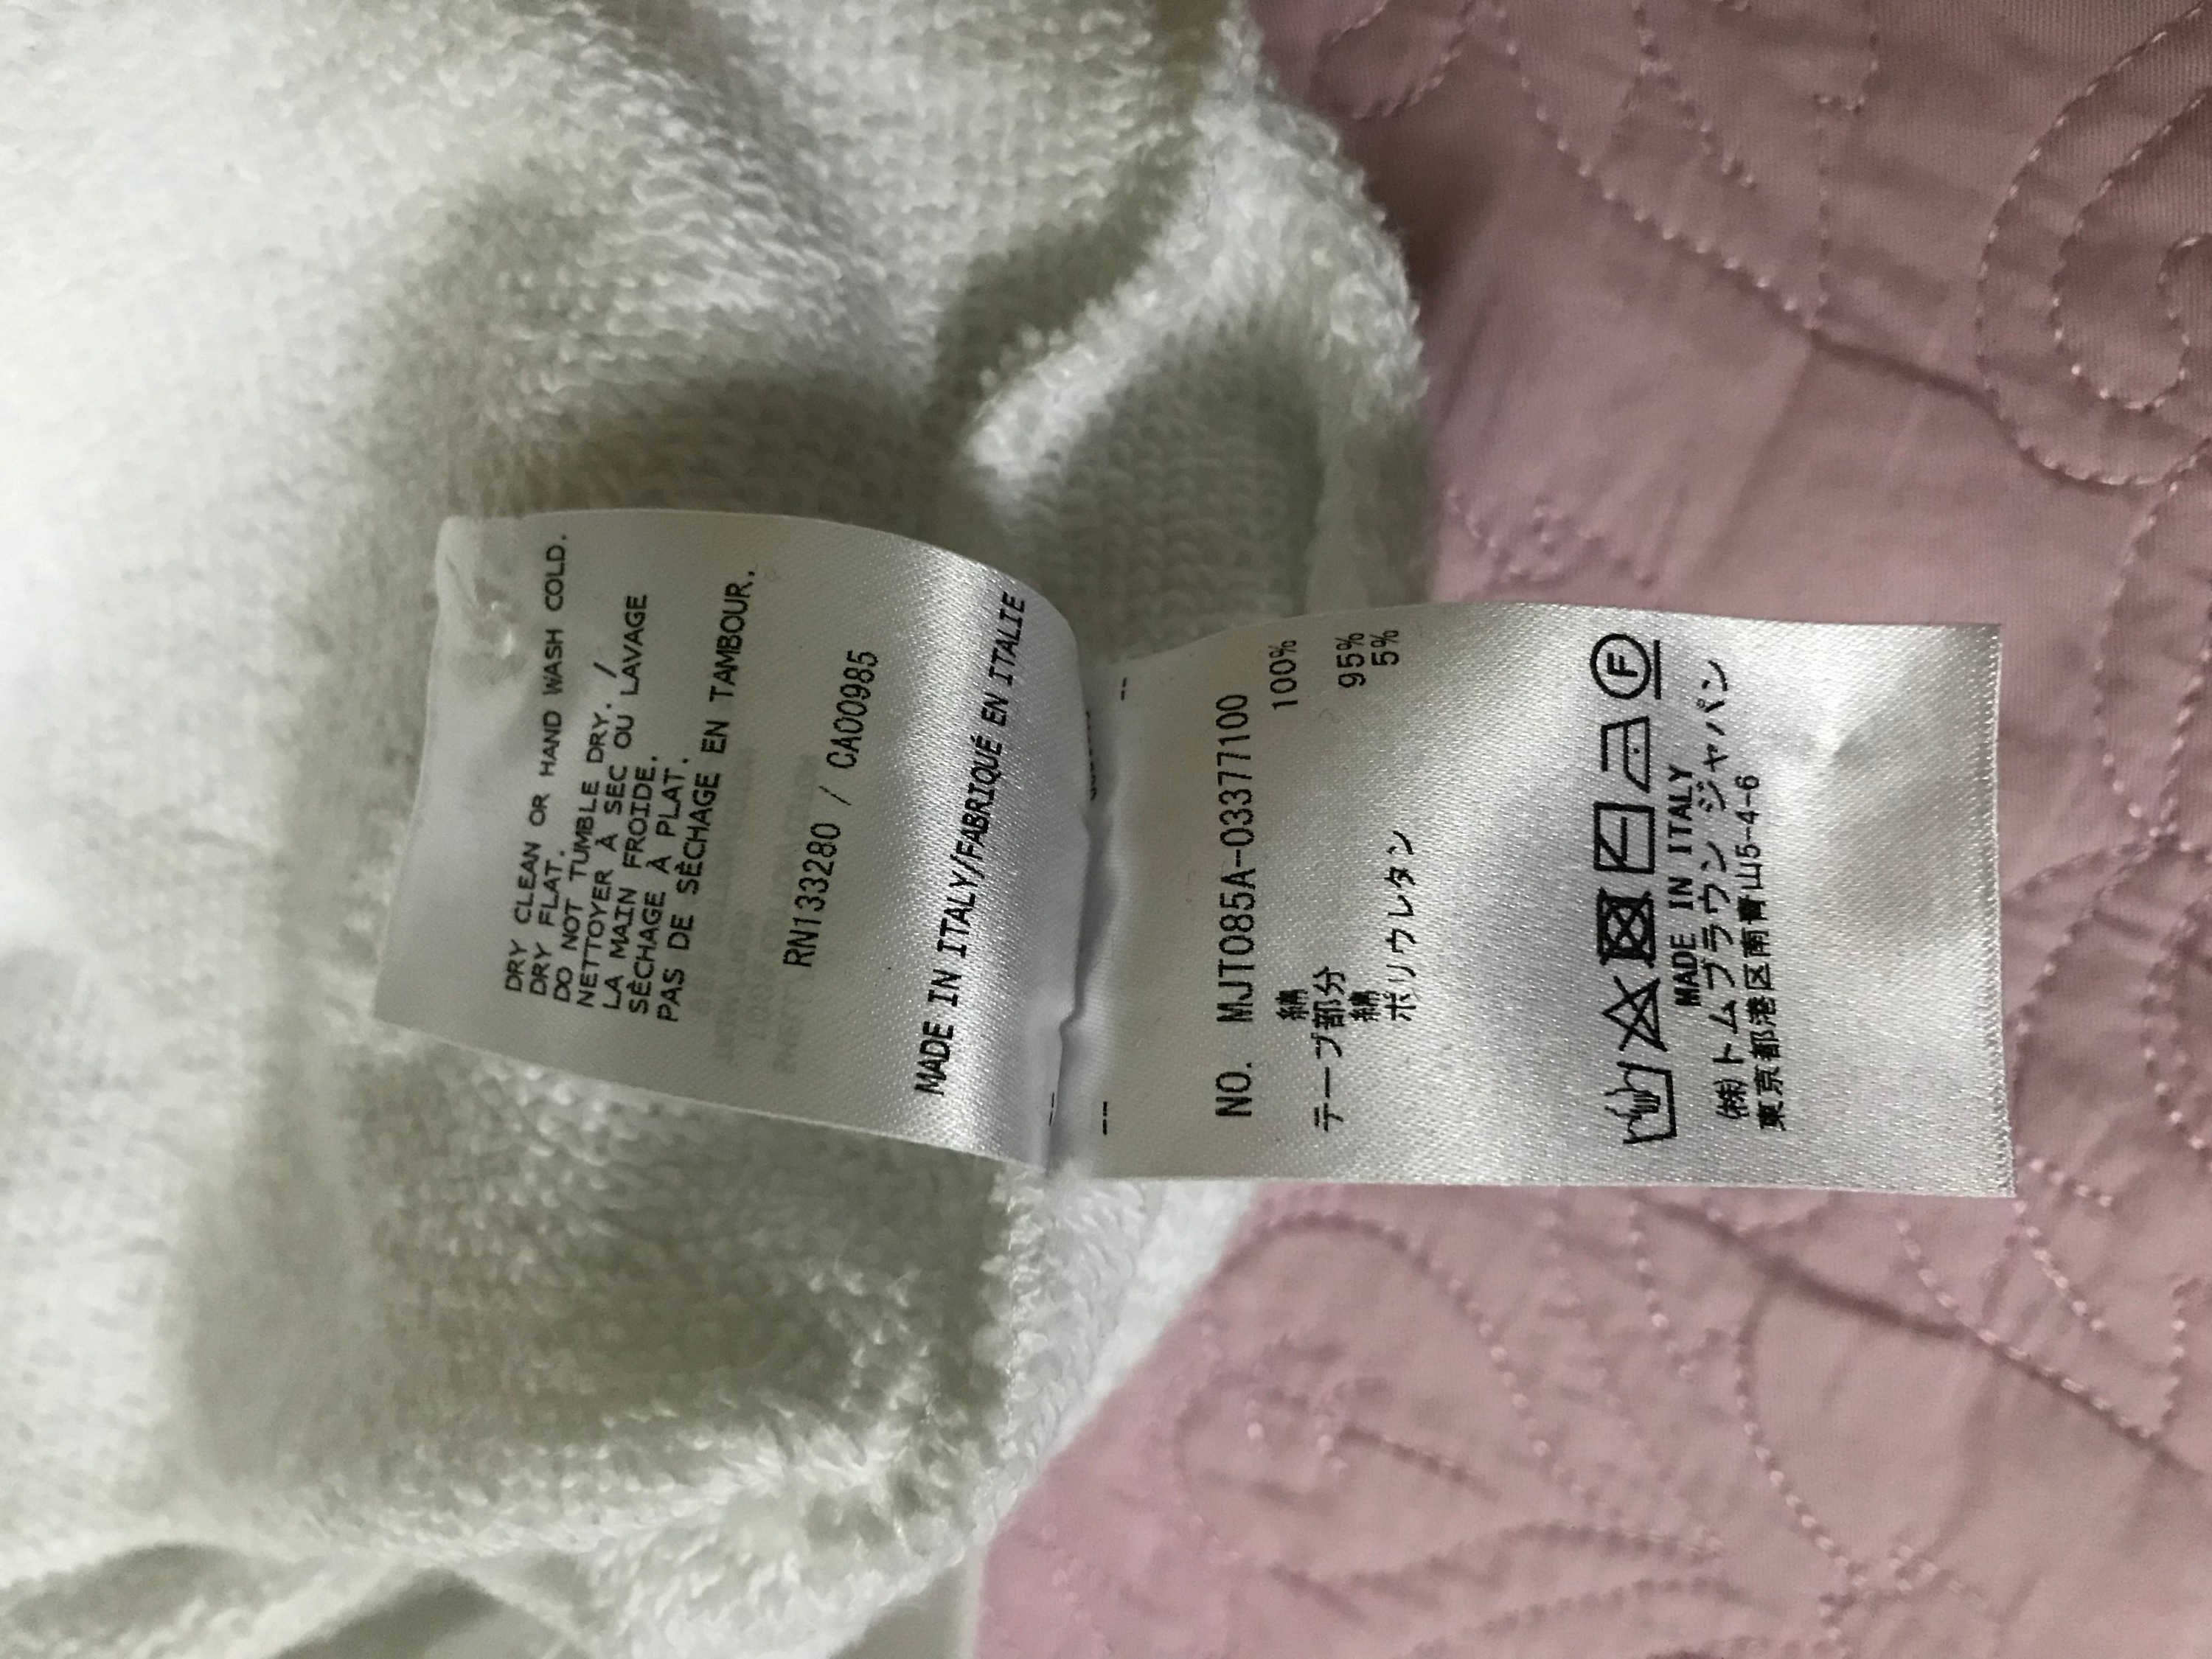 DRY CLEAN OR HAND WASH COLD.
DRY FLAT.
DO NOT TUMBLE DRY. /
NETTOYER À SEC OU LAVAGE
LA MAIN FROIDE.
SÈCHAGE À PLAT.
PAS DE SÈCHAGE EN TAMBOUR.
RN133280 / CA00985
MADE IN ITALY/FABRIQUÉ EN ITALIE
NO. MJT085A-03377100
綿 100%
テープ部分
綿 95%
ポリウレタン 5%
F
MADE IN ITALY
㈱トムブラウン ジャパン
東京都港区南青山5-4-6